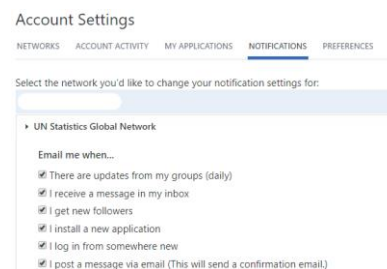 Account Settings
NETWORKS ACCOUNT ACTIVITY MY APPLICATIONS NOTIFICATIONS PREFERENCES
Select the network you'd like to change your notification settings for:
UN Statistics Global Network
Email me when...
There are updates from my groups (daily)
I receive a message in my inbox
I get new followers
I install a new application
I log in from somewhere new
I post a message via email (This will send a confirmation email.)